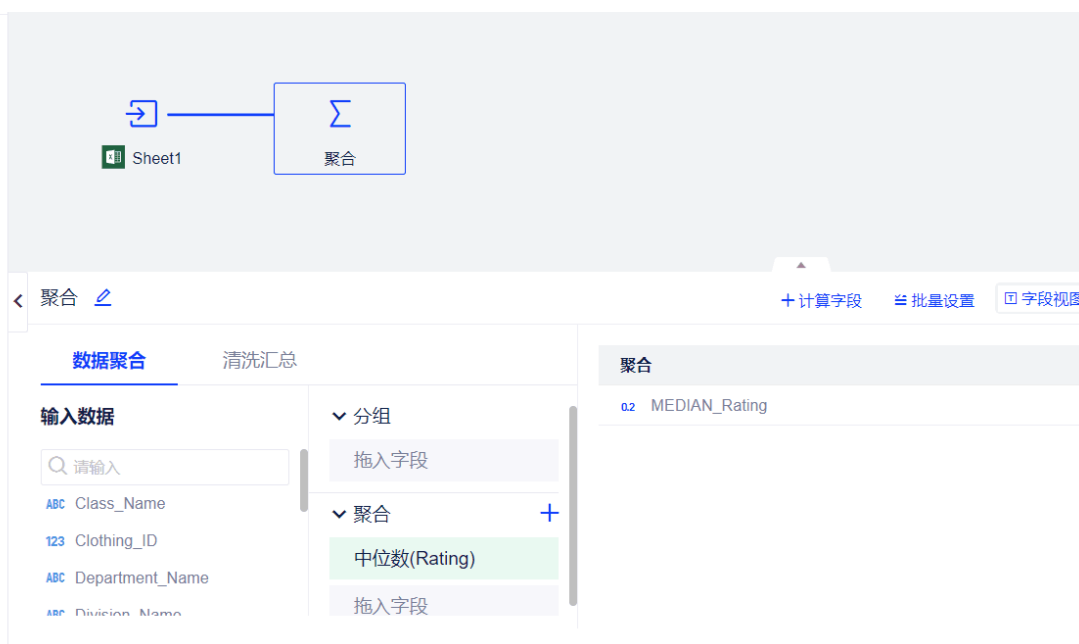 Sheet1
聚合
聚合
计算字段
批量设置
字段视图
数据聚合
清洗汇总
聚合
输入数据
分组
0.2 MEDIAN_Rating
请输入
拖入字段
ABC Class_Name
聚合
123 Clothing_ID
中位数(Rating)
ABC Department_Name
拖入字段
ABC Division_Name